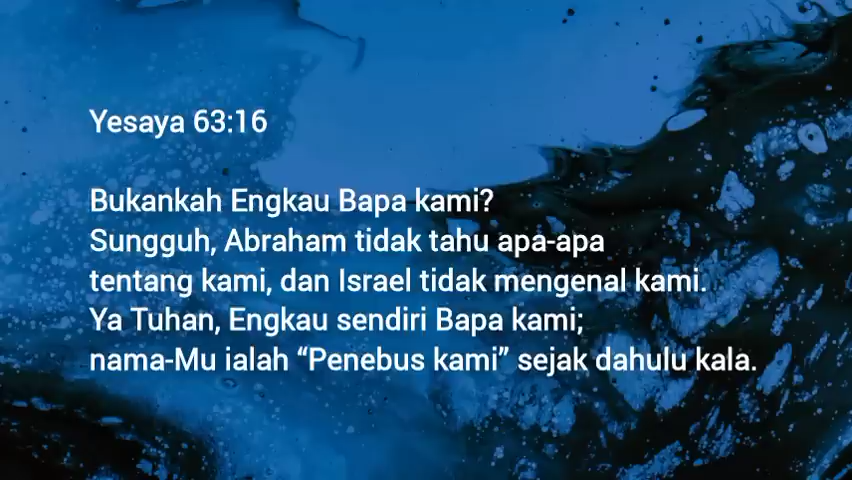 Yesaya 63:16
Bukankah Engkau Bapa kami?
Sungguh, Abraham tidak tahu apa-apa
tentang kami, dan Israel tidak mengenal kami.
Ya Tuhan, Engkau sendiri Bapa kami;
nama-Mu ialah “Penebus kami” sejak dahulu kala.